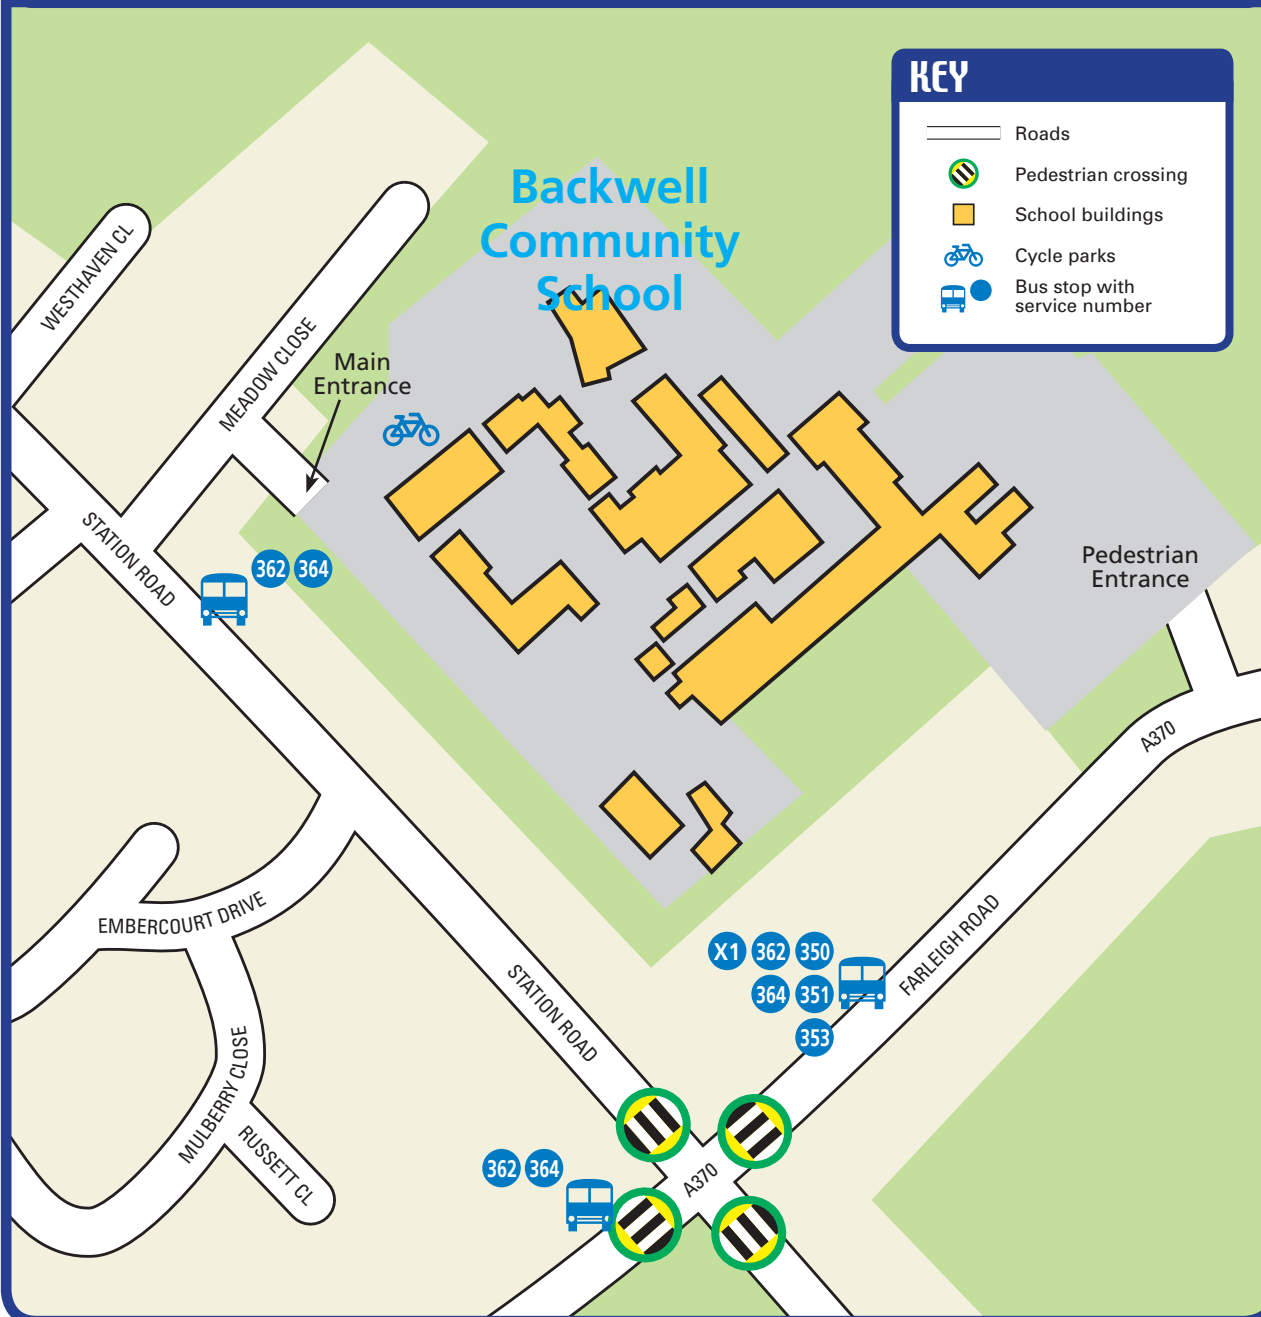 KEY
Roads
Pedestrian crossing
School buildings
Cycle parks
Bus stop with
service number
Backwell
Community
School
WESTHAVEN CL
MEADOW CLOSE
Main
Entrance
STATION ROAD
362 364
Pedestrian
Entrance
A370
EMBERCOURT DRIVE
FARLEIGH ROAD
X1 362 350
364 351
353
STATION ROAD
MULBERRY CLOSE
RUSSETT CL
362 364
A370